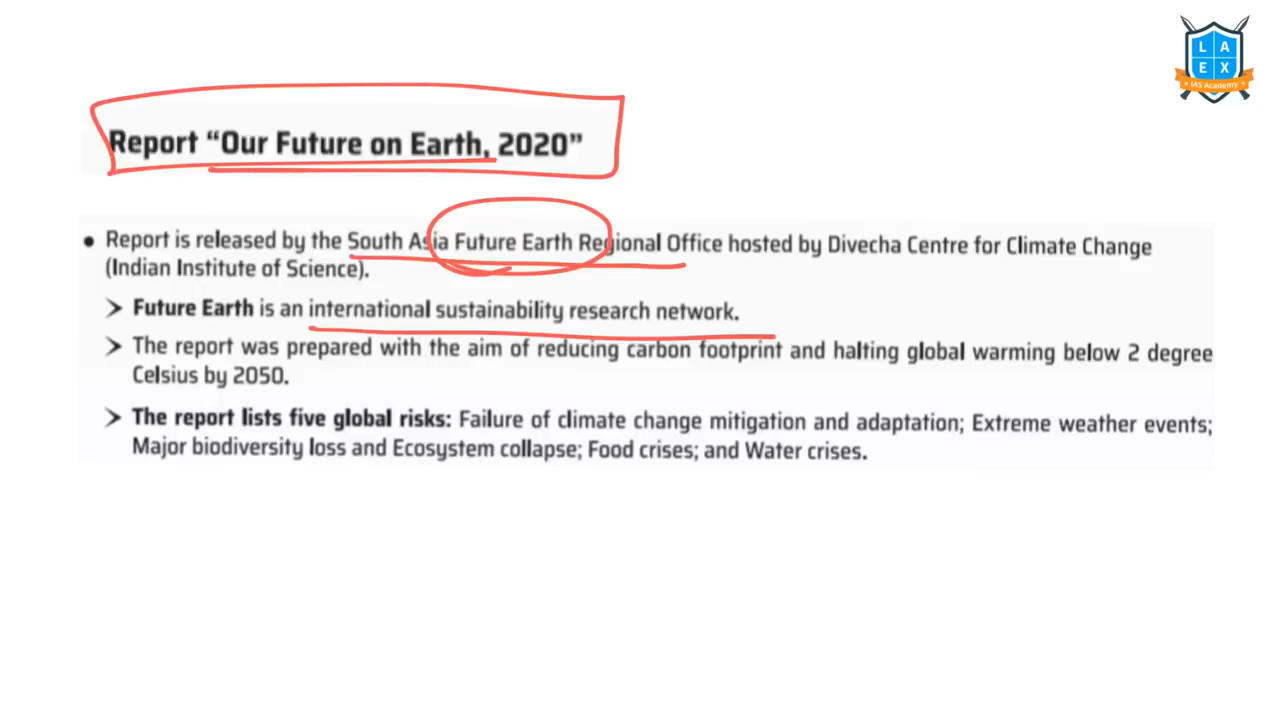 L A
E X
IAS Academy
Report “Our Future on Earth, 2020”
● Report is released by the South Asia Future Earth Regional Office hosted by Divecha Centre for Climate Change
(Indian Institute of Science).
➢ Future Earth is an international sustainability research network.
➢ The report was prepared with the aim of reducing carbon footprint and halting global warming below 2 degree
Celsius by 2050.
➢ The report lists five global risks: Failure of climate change mitigation and adaptation; Extreme weather events;
Major biodiversity loss and Ecosystem collapse; Food crises; and Water crises.